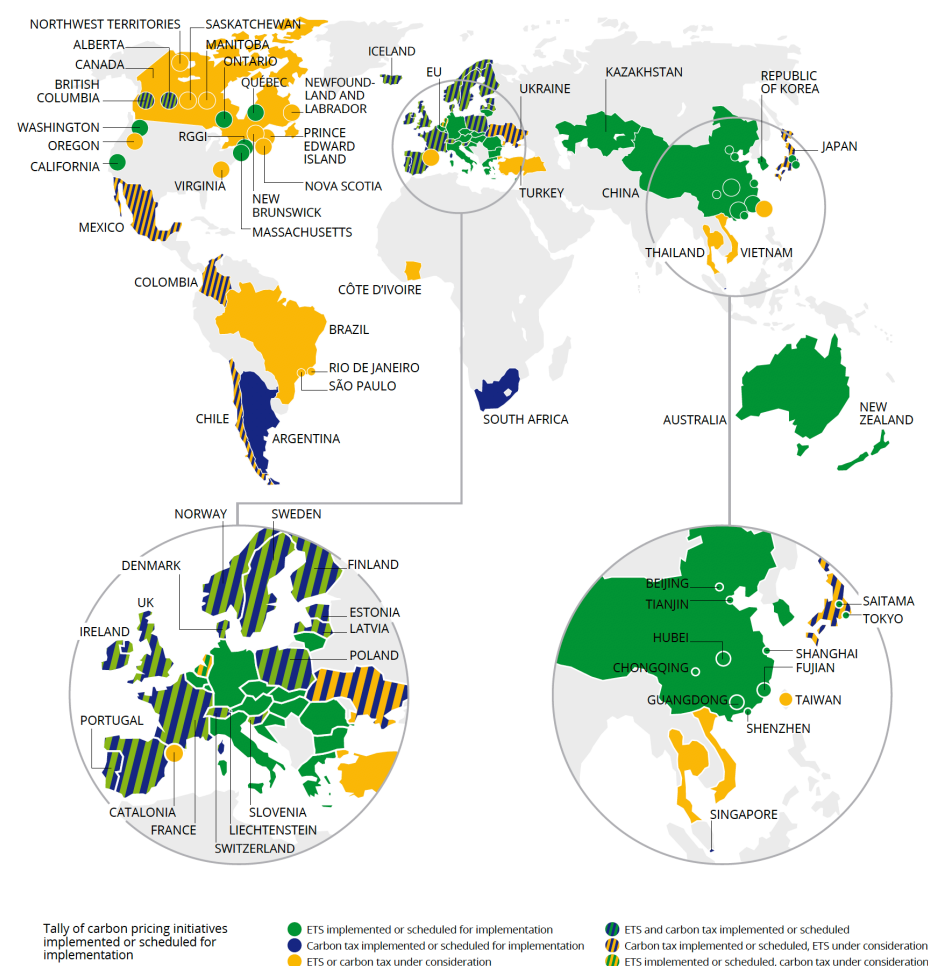 NORTHWEST TERRITORIES
SASKATCHEWAN
ALBERTA
MANITOBA
CANADA
ONTARIO
BRITISH
COLUMBIA
QUÉBEC
NEWFOUND-
LAND AND
LABRADOR
WASHINGTON
OREGON
RGGI
PRINCE
EDWARD
ISLAND
CALIFORNIA
VIRGINIA
NOVA SCOTIA
NEW
BRUNSWICK
MASSACHUSETTS
MEXICO
ICELAND
EU
UKRAINE
KAZAKHSTAN
REPUBLIC
OF KOREA
JAPAN
TURKEY
CHINA
THAILAND
VIETNAM
COLOMBIA
CÔTE D’IVOIRE
BRAZIL
RIO DE JANEIRO
SÃO PAULO
CHILE
ARGENTINA
SOUTH AFRICA
AUSTRALIA
NEW
ZEALAND
NORWAY
SWEDEN
DENMARK
FINLAND
UK
IRELAND
ESTONIA
LATVIA
POLAND
PORTUGAL
CATALONIA
FRANCE
SLOVENIA
LIECHTENSTEIN
SWITZERLAND
BEIJING
TIANJIN
SAITAMA
TOKYO
HUBEI
SHANGHAI
CHONGQING
FUJIAN
GUANGDONG
TAIWAN
SHENZHEN
SINGAPORE
Tally of carbon pricing initiatives
implemented or scheduled for
implementation
ETS implemented or scheduled for implementation
Carbon tax implemented or scheduled for implementation
ETS or carbon tax under consideration
ETS and carbon tax implemented or scheduled
Carbon tax implemented or scheduled, ETS under consideration
ETS implemented or scheduled, carbon tax under consideration